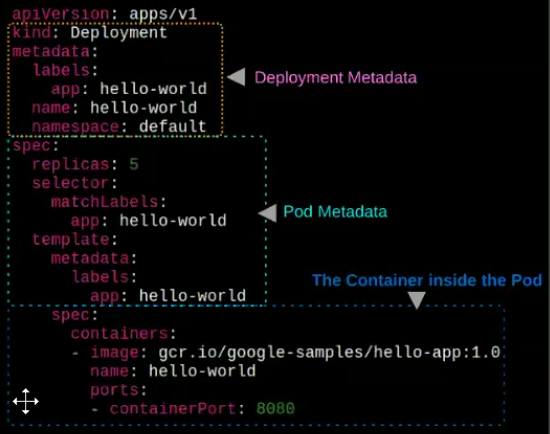 apiVersion: apps/v1
kind: Deployment
metadata:
  labels:
    app: hello-world
  name: hello-world
  namespace: default
Deployment Metadata
spec:
  replicas: 5
  selector:
    matchLabels:
      app: hello-world
  template:
    metadata:
      labels:
        app: hello-world
Pod Metadata
The Container inside the Pod
    spec:
      containers:
      - image: gcr.io/google-samples/hello-app:1.0
        name: hello-world
        ports:
        - containerPort: 8080